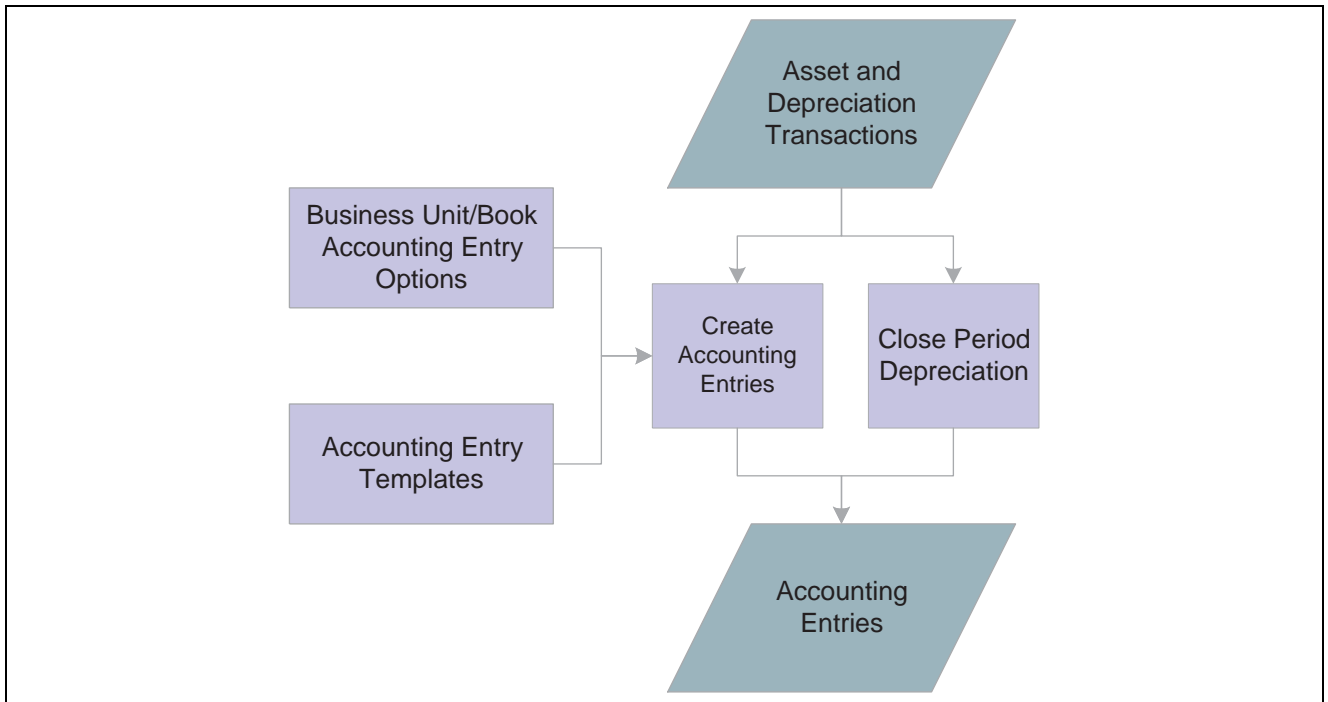 Asset and
Depreciation
Transactions
Business Unit/Book
Accounting Entry
Options
Create
Accounting
Entries
Close Period
Depreciation
Accounting Entry
Templates
Accounting
Entries